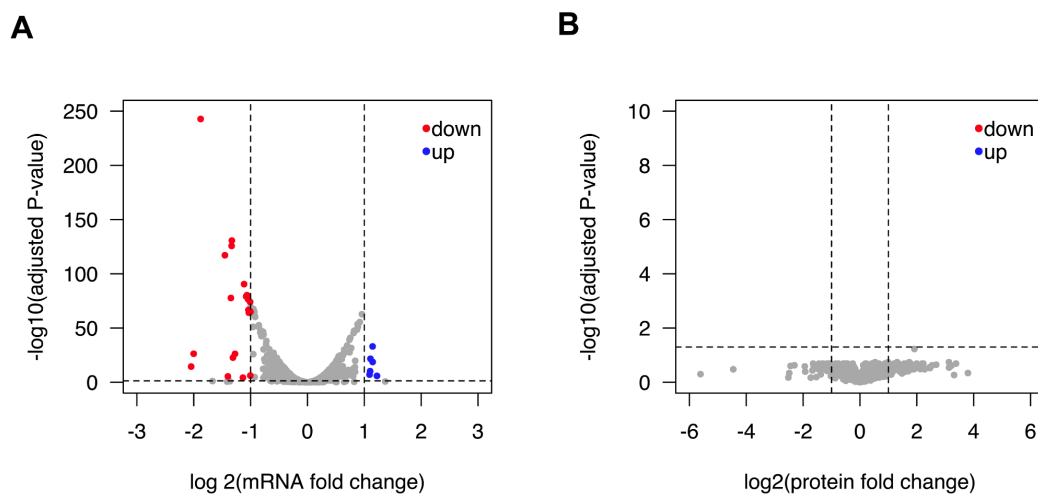 A
250
200
150
100
50
0
-log10(adjusted P-value)
down
up
-3 -2 -1 0 1 2 3
log 2(mRNA fold change)
B
10
8
6
4
2
0
-log10(adjusted P-value)
down
up
-6 -4 -2 0 2 4 6
log2(protein fold change)